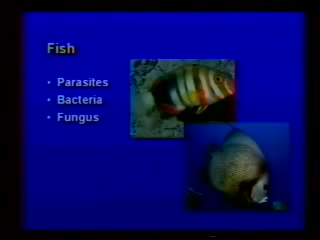 Fish
• Parasites
• Bacteria
• Fungus